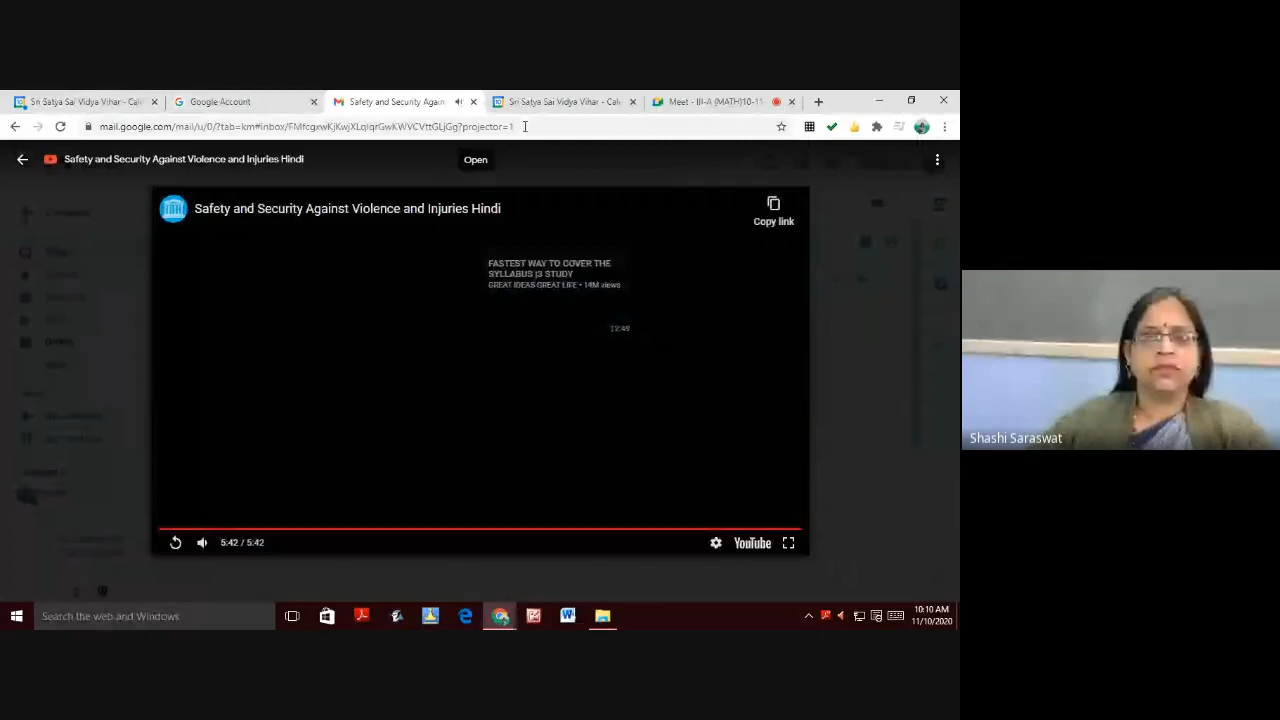 Sri Satya Sai Vidya Vihar - Cale
Google Account
Safety and Security Again
Sri Satya Sai Vidya Vihar - Cale
Meet - III-A (MATH)10-11
Safety and Security Against Violence and Injuries Hindi
Open
Safety and Security Against Violence and Injuries Hindi
Copy link
FASTEST WAY TO COVER THE
SYLLABUS |3 STUDY
GREAT IDEAS GREAT LIFE • 14M views
12:49
Shashi Saraswat
5:42 / 5:42
YouTube
Search the web and Windows
10:10 AM
11/10/2020